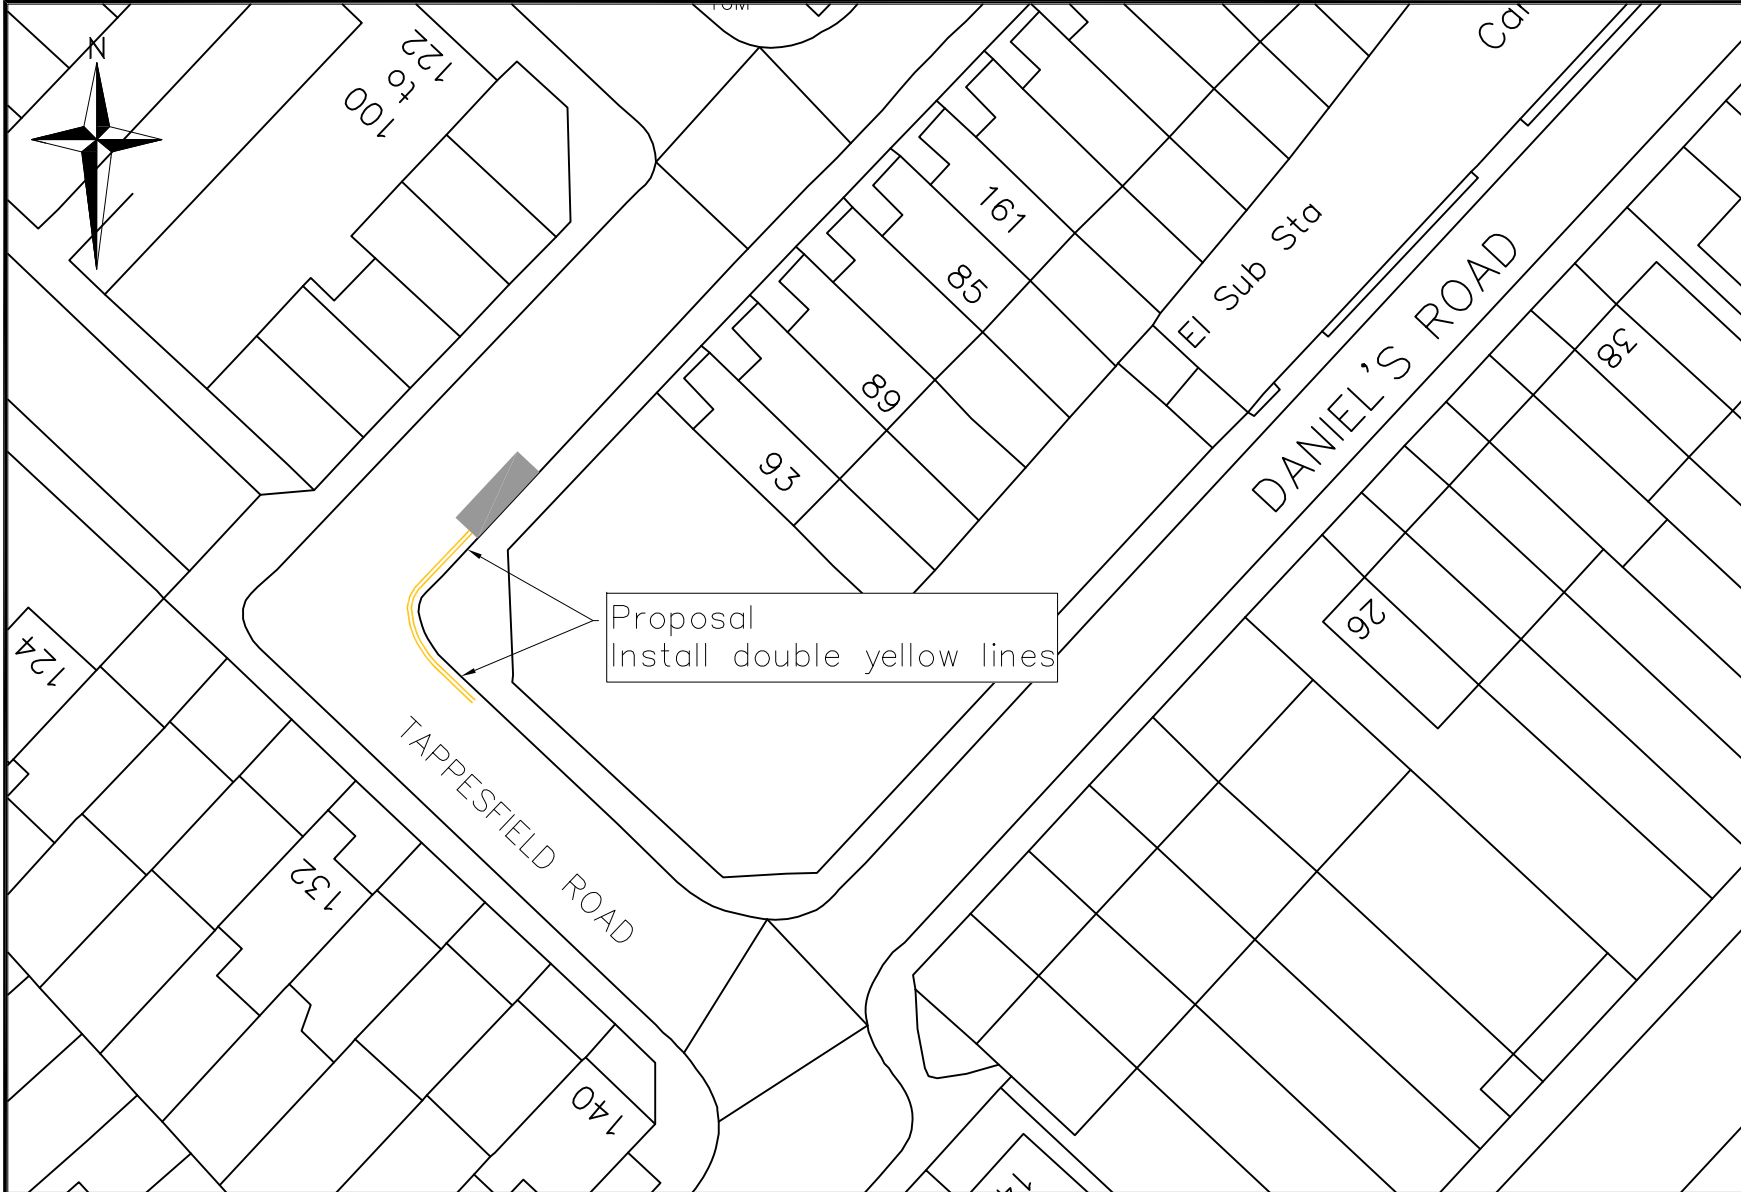 N
122
to
100
161
85
89
93
El Sub Sta
DANIEL'S ROAD
38
26
Proposal
Install double yellow lines
124
TAPPESFIELD ROAD
132
140